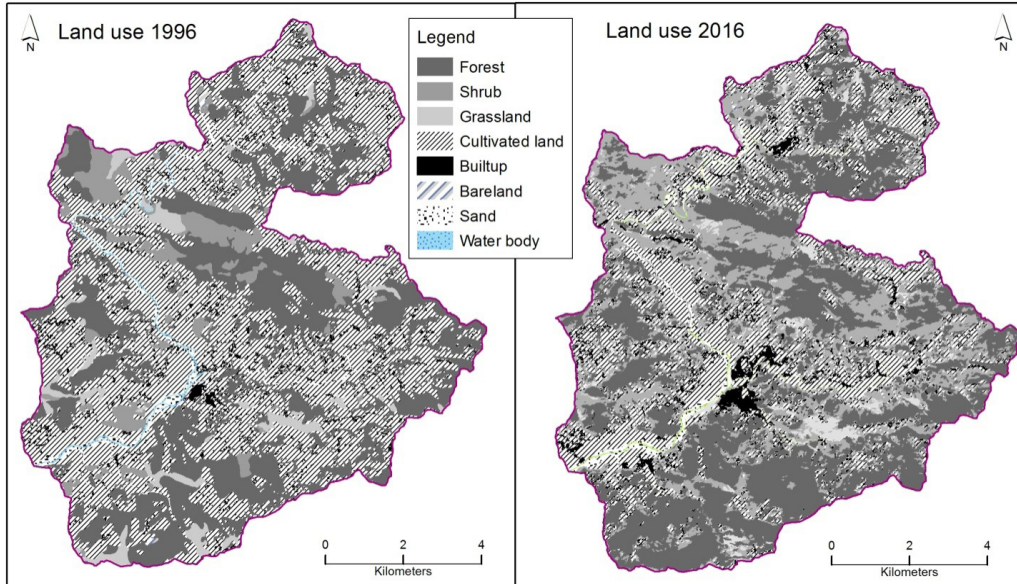 Land use 1996
N
Legend
Forest
Shrub
Grassland
Cultivated land
Builtup
Bareland
Sand
Water body
Land use 2016
N
0 2 4
Kilometers
0 2 4
Kilometers